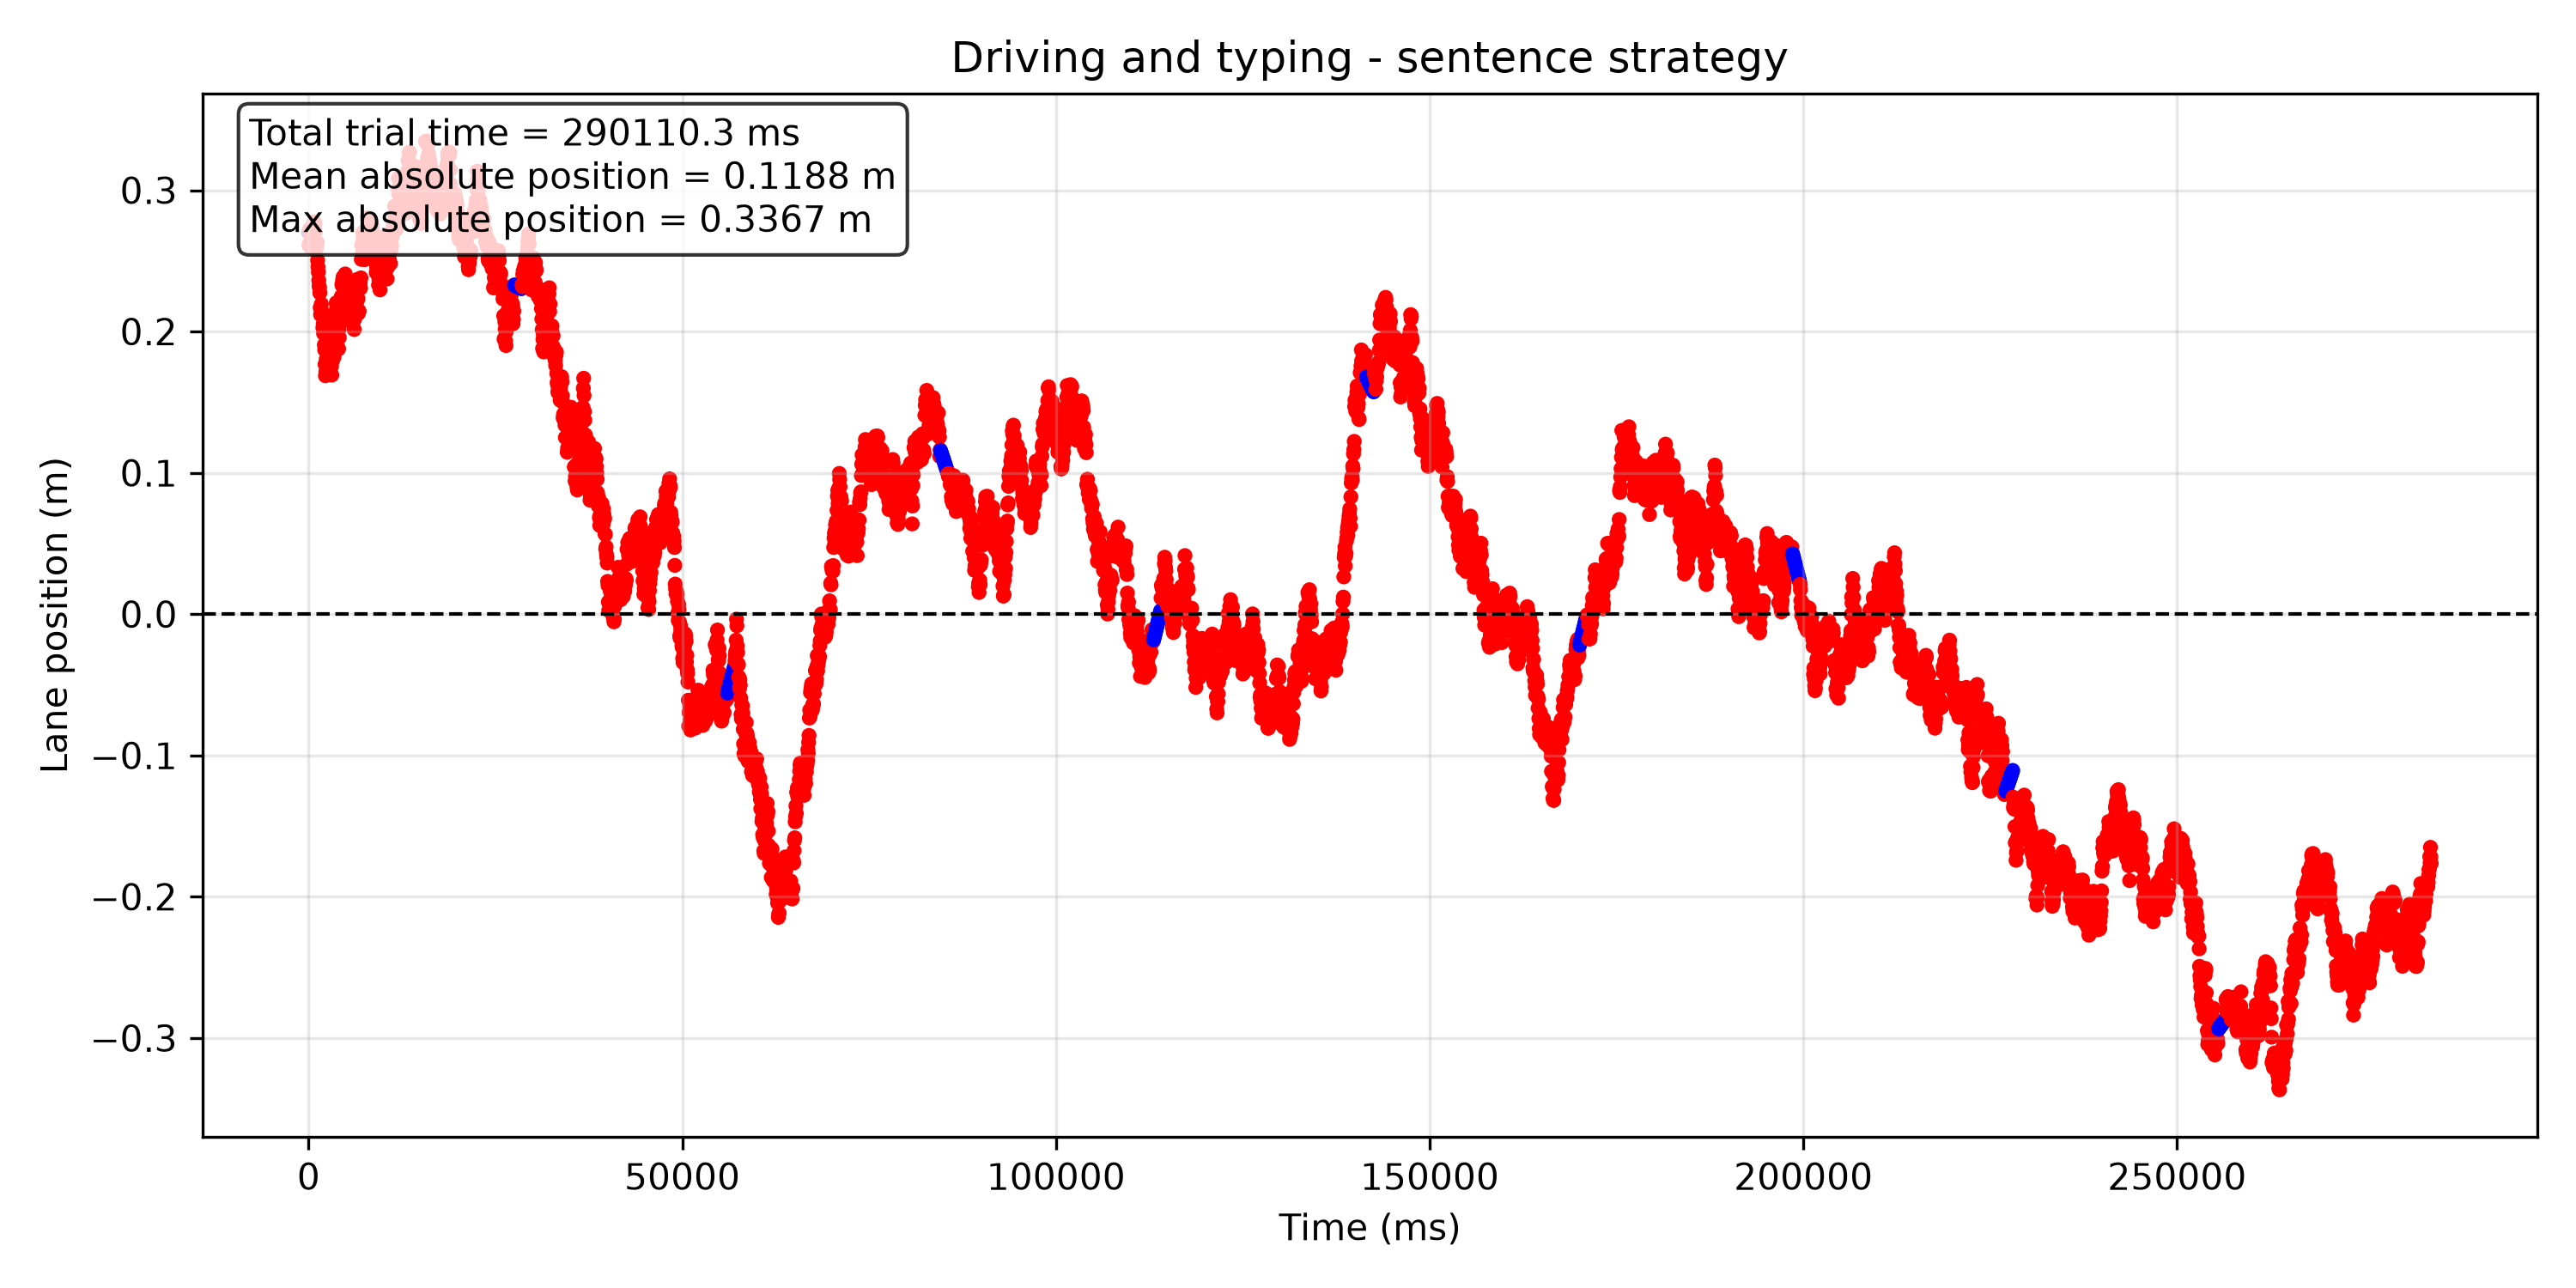 Driving and typing - sentence strategy
Total trial time = 290110.3 ms
Mean absolute position = 0.1188 m
Max absolute position = 0.3367 m
Lane position (m)
0.3
0.2
0.1
0.0
−0.1
−0.2
−0.3
0 50000 100000 150000 200000 250000
Time (ms)